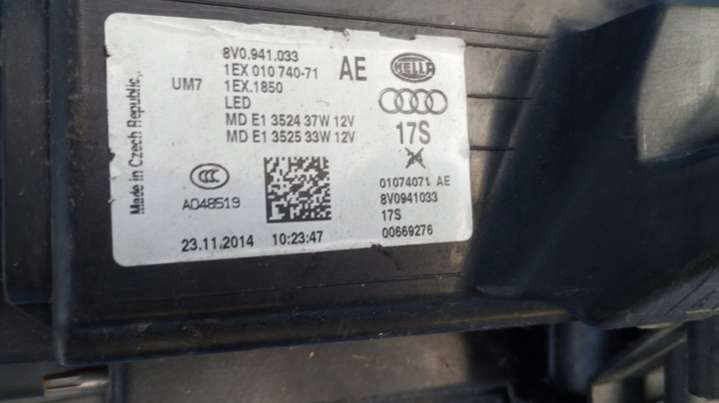 8V0.941.033
1EX 010 740-71
AE
HELLA
UM7
1EX.1850
LED
MD E1 3524 37W 12V
MD E1 3525 33W 12V
17S
Made in Czech Republic
CCC
A048519
01074071 AE
8V0941033
17S
00669276
23.11.2014
10:23:47